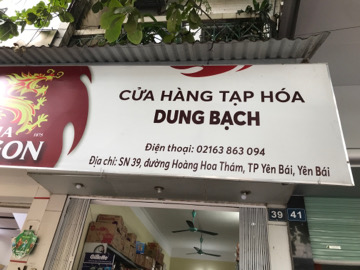 CỬA HÀNG TẠP HÓA
DUNG BẠCH
Điện thoại: 02163 863 094
Địa chỉ: SN 39, đường Hoàng Hoa Thám, TP Yên Bái, Yên Bái
39 41